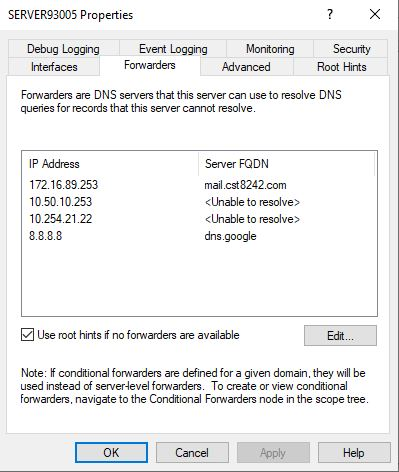 SERVER93005 Properties
? ×
Debug Logging Event Logging Monitoring Security
Interfaces Forwarders Advanced Root Hints
Forwarders are DNS servers that this server can use to resolve DNS
queries for records that this server cannot resolve.
IP Address Server FQDN
172.16.89.253 mail.cst8242.com
10.50.10.253 <Unable to resolve>
10.254.21.22 <Unable to resolve>
8.8.8.8 dns.google
Use root hints if no forwarders are available Edit...
Note: If conditional forwarders are defined for a given domain, they will be
used instead of server-level forwarders. To create or view conditional
forwarders, navigate to the Conditional Forwarders node in the scope tree.
OK Cancel Apply Help